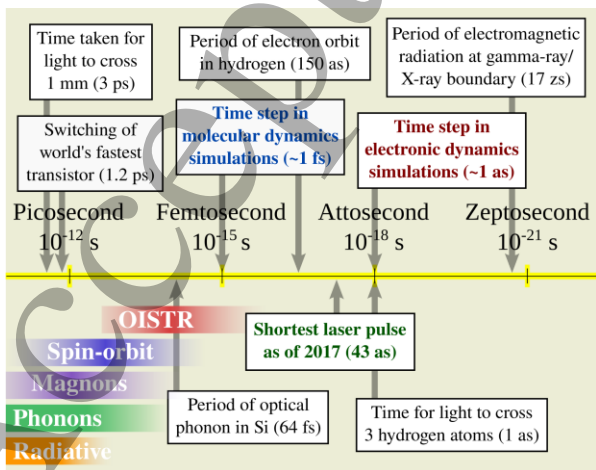 Time taken for
light to cross
1 mm (3 ps)
Period of electron orbit
in hydrogen (150 as)
Period of electromagnetic
radiation at gamma-ray/
X-ray boundary (17 zs)
Switching of
world's fastest
transistor (1.2 ps)
Time step in
molecular dynamics
simulations (~1 fs)
Time step in
electronic dynamics
simulations (~1 as)
Picosecond
10⁻¹² s
Femtosecond
10⁻¹⁵ s
Attosecond
10⁻¹⁸ s
Zeptosecond
10⁻²¹ s
OISTR
Spin-orbit
Magnons
Phonons
Radiative
Shortest laser pulse
as of 2017 (43 as)
Period of optical
phonon in Si (64 fs)
Time for light to cross
3 hydrogen atoms (1 as)